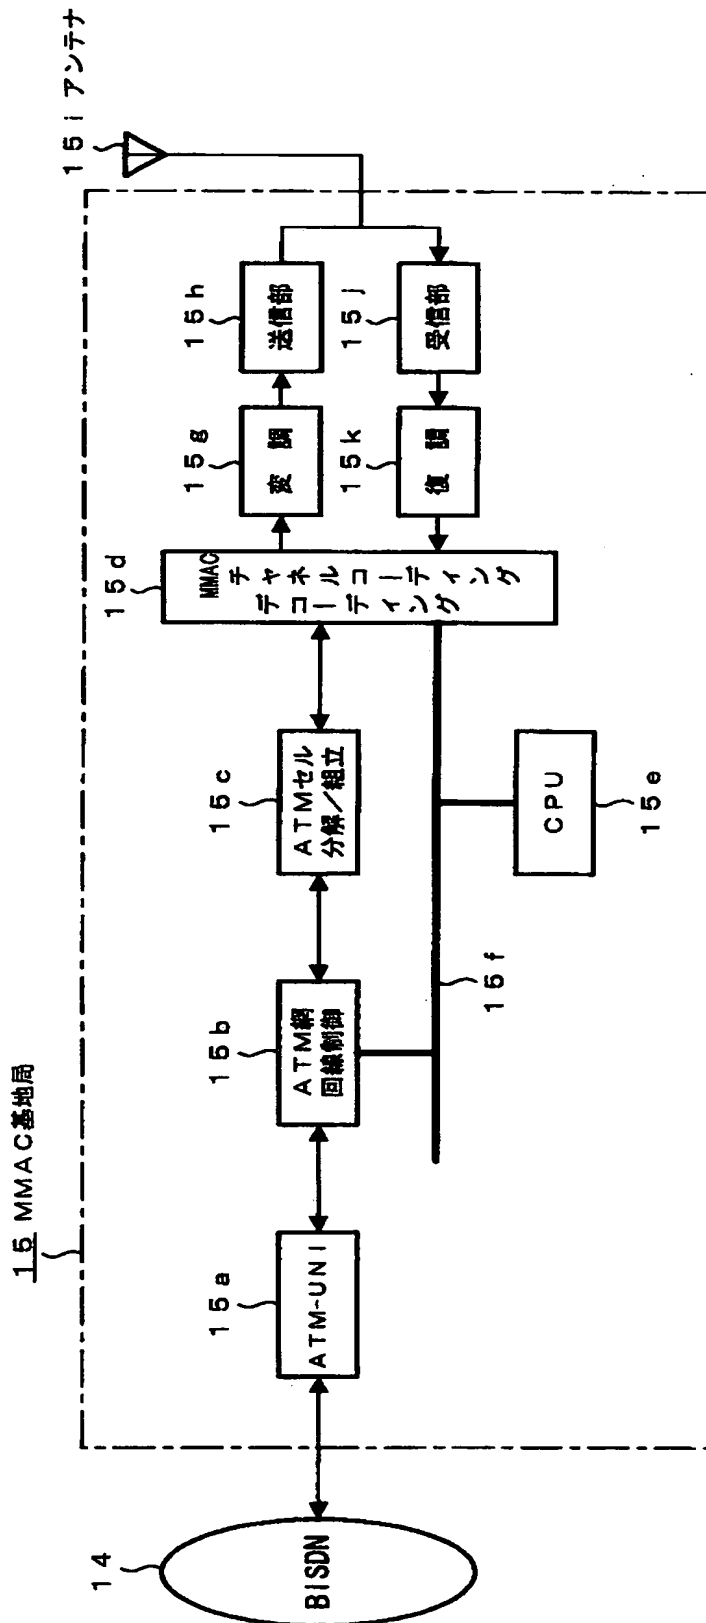 15 MMAC基地局
14
BISDN
15a
ATM-UNI
15b
ATM網
回線制御
15c
ATMセル
分解/組立
15d
MMAC
チャネルコーディング
デコーディング
15e
CPU
15f
15g
変調
15h
送信部
15i アンテナ
15j
受信部
15k
復調